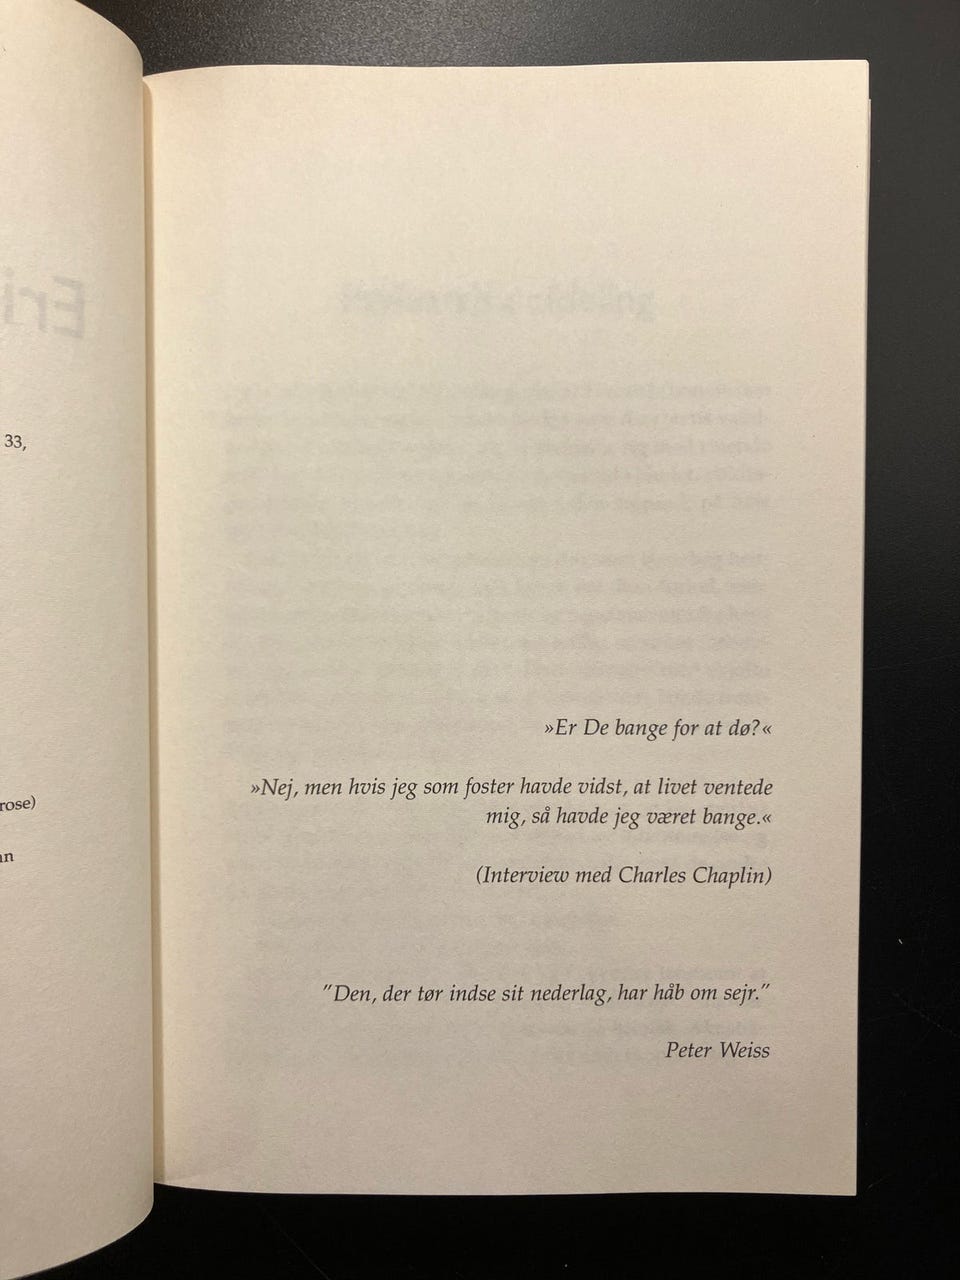 33,
rose)
»Er De bange for at dø?«
»Nej, men hvis jeg som foster havde vidst, at livet ventede
mig, så havde jeg været bange.«
(Interview med Charles Chaplin)
"Den, der tør indse sit nederlag, har håb om sejr."
Peter Weiss